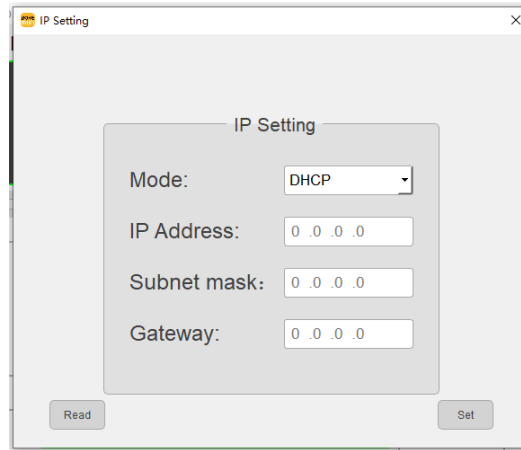 IP Setting
IP Setting
Mode: DHCP
IP Address: 0 .0 .0 .0
Subnet mask： 0 .0 .0 .0
Gateway: 0 .0 .0 .0
Read Set